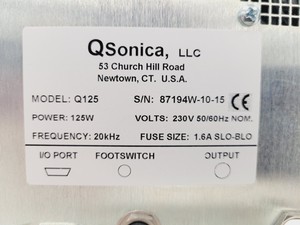 QSonica, LLC
53 Church Hill Road
Newtown, CT. U.S.A.
MODEL: Q125 S/N: 87194W-10-15 CE
POWER: 125W VOLTS: 230V 50/60Hz NOM.
FREQUENCY: 20kHz FUSE SIZE: 1.6A SLO-BLO
I/O PORT FOOTSWITCH OUTPUT